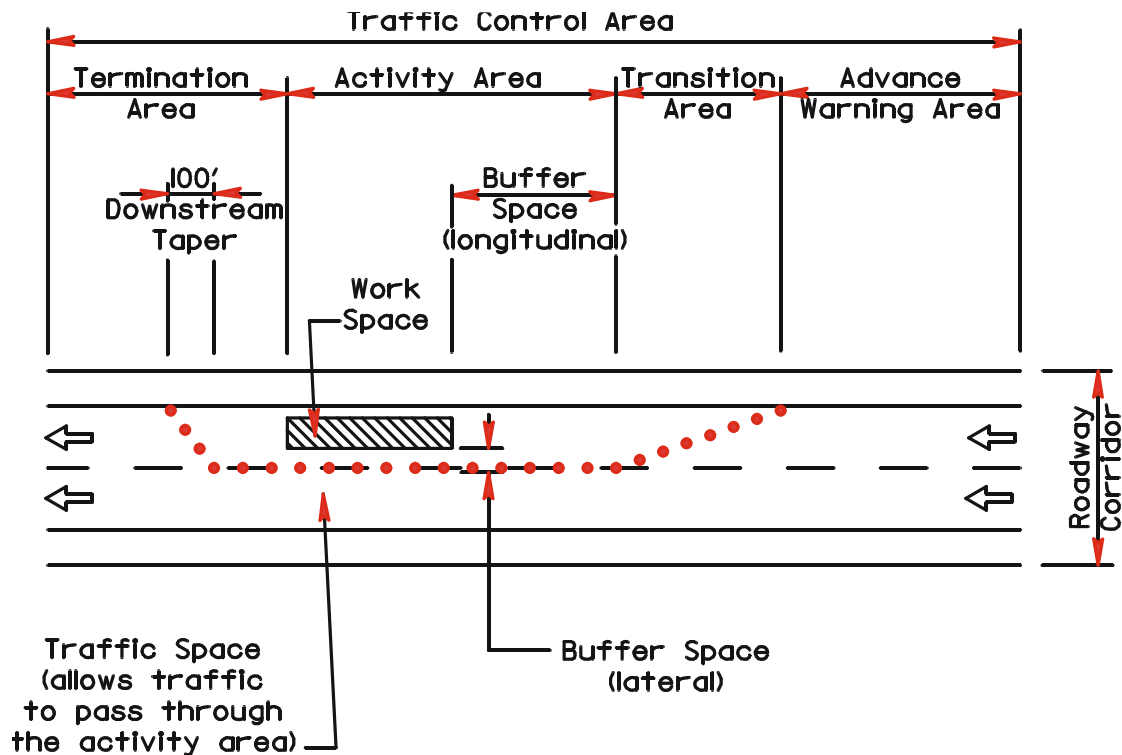 Traffic Control Area
Termination
Area
Activity Area
Transition
Area
Advance
Warning Area
100'
Downstream
Taper
Buffer
Space
(longitudinal)
Work
Space
Roadway
Corridor
Traffic Space
(allows traffic
to pass through
the activity area)
Buffer Space
(lateral)